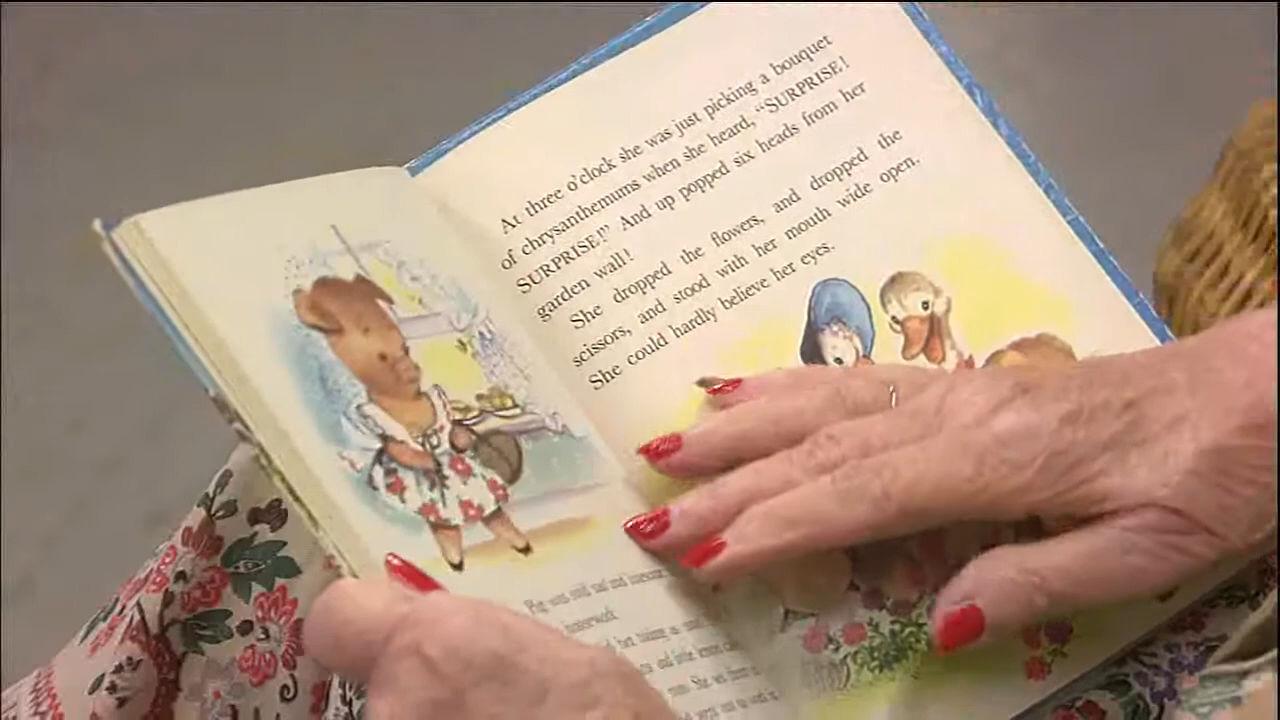 At three o'clock she was just picking a bouquet
of chrysanthemums when she heard, "SURPRISE!
SURPRISE!" And up popped six heads from her
garden wall!
She dropped the flowers, and dropped the
scissors, and stood with her mouth wide open.
She could hardly believe her eyes.
sad and